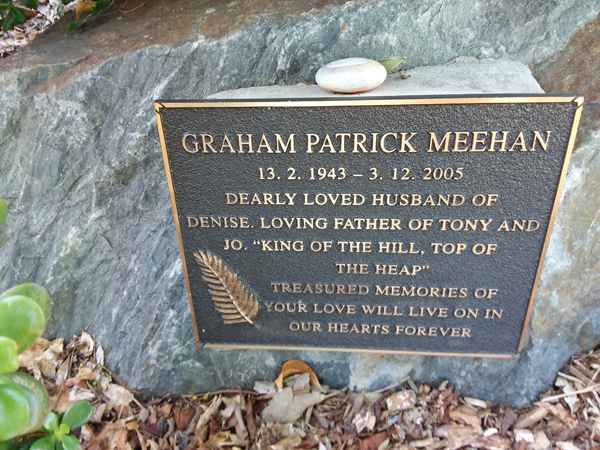 GRAHAM PATRICK MEEHAN
13. 2. 1943 – 3. 12. 2005
DEARLY LOVED HUSBAND OF
DENISE. LOVING FATHER OF TONY AND
JO. "KING OF THE HILL, TOP OF
THE HEAP"
TREASURED MEMORIES OF
YOUR LOVE WILL LIVE ON IN
OUR HEARTS FOREVER